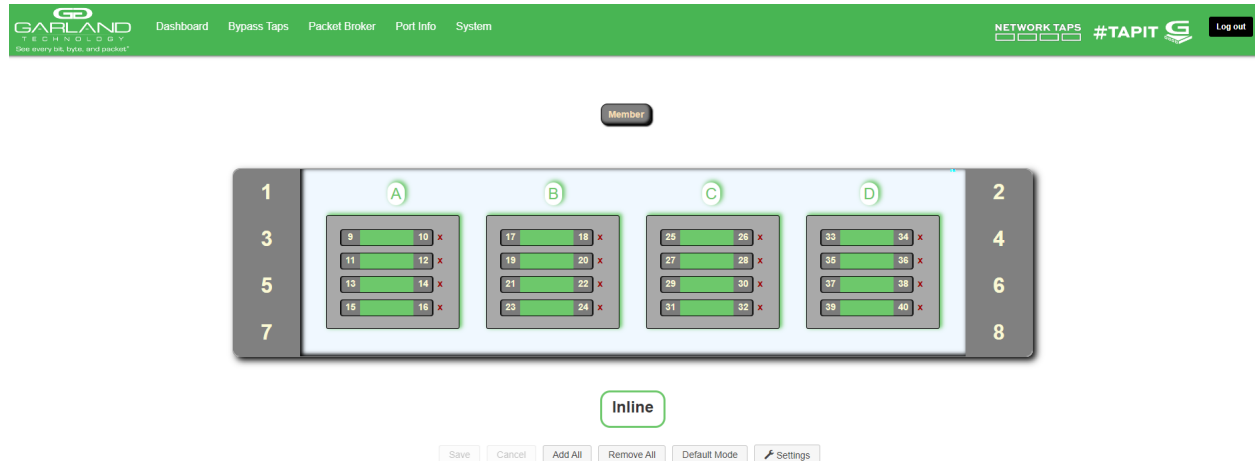 GARLAND
TECHNOLOGY
See every bit, byte, and packet®
Dashboard Bypass Taps Packet Broker Port Info System
NETWORK TAPS
#TAPIT
Log out
Member
1 A B C D 2
3 9 10 x 17 18 x 25 26 x 33 34 x 4
11 12 x 19 20 x 27 28 x 35 36 x
5 13 14 x 21 22 x 29 30 x 37 38 x 6
15 16 x 23 24 x 31 32 x 39 40 x
7 8
Inline
Save Cancel Add All Remove All Default Mode Settings